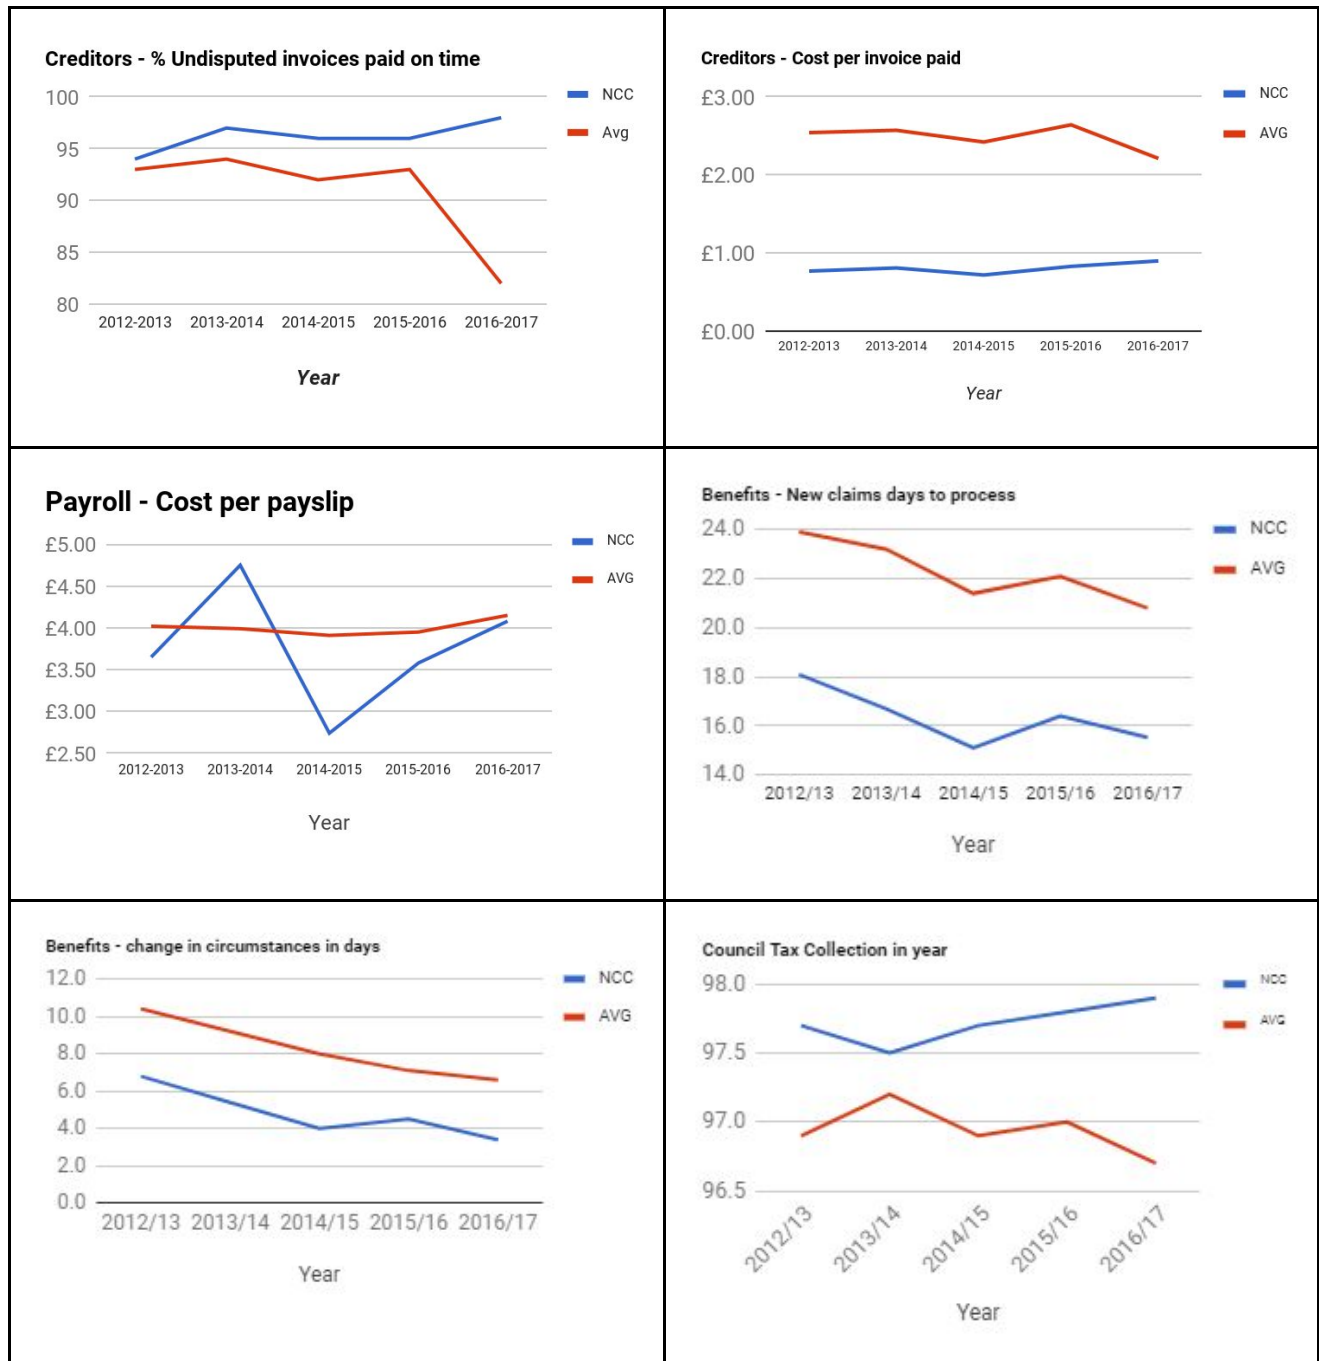 Creditors - % Undisputed invoices paid on time
100
95
90
85
80
NCC
Avg
2012-2013 2013-2014 2014-2015 2015-2016 2016-2017
Year
Creditors - Cost per invoice paid
£3.00
£2.00
£1.00
£0.00
NCC
AVG
2012-2013 2013-2014 2014-2015 2015-2016 2016-2017
Year
Payroll - Cost per payslip
£5.00
£4.50
£4.00
£3.50
£3.00
£2.50
NCC
AVG
2012-2013 2013-2014 2014-2015 2015-2016 2016-2017
Year
Benefits - New claims days to process
24.0
22.0
20.0
18.0
16.0
14.0
NCC
AVG
2012/13 2013/14 2014/15 2015/16 2016/17
Year
Benefits - change in circumstances in days
12.0
10.0
8.0
6.0
4.0
2.0
0.0
NCC
AVG
2012/13 2013/14 2014/15 2015/16 2016/17
Year
Council Tax Collection in year
98.0
97.5
97.0
96.5
NCC
AVG
2012/13 2013/14 2014/15 2015/16 2016/17
Year